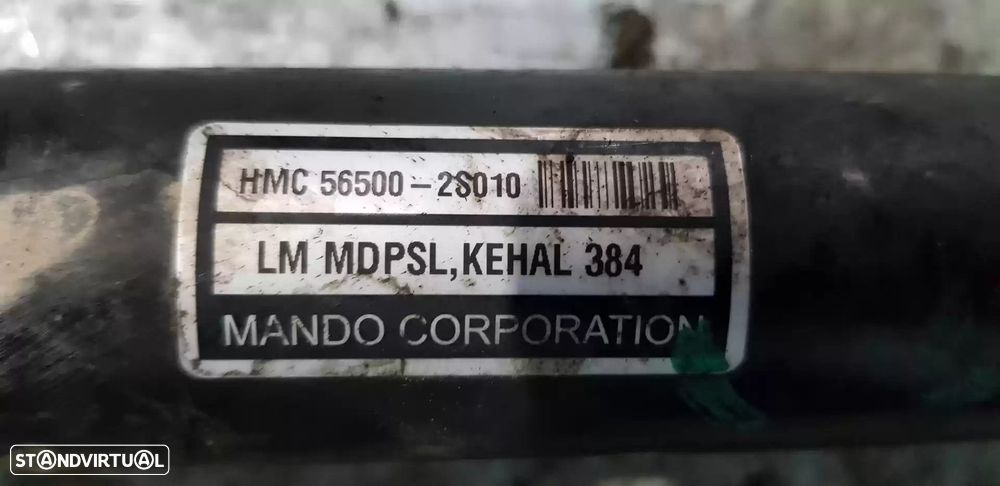 HMC 56500-2S010
LM MDPSL,KEHAL 384
MANDO CORPORATION
STANDVIRTUAL